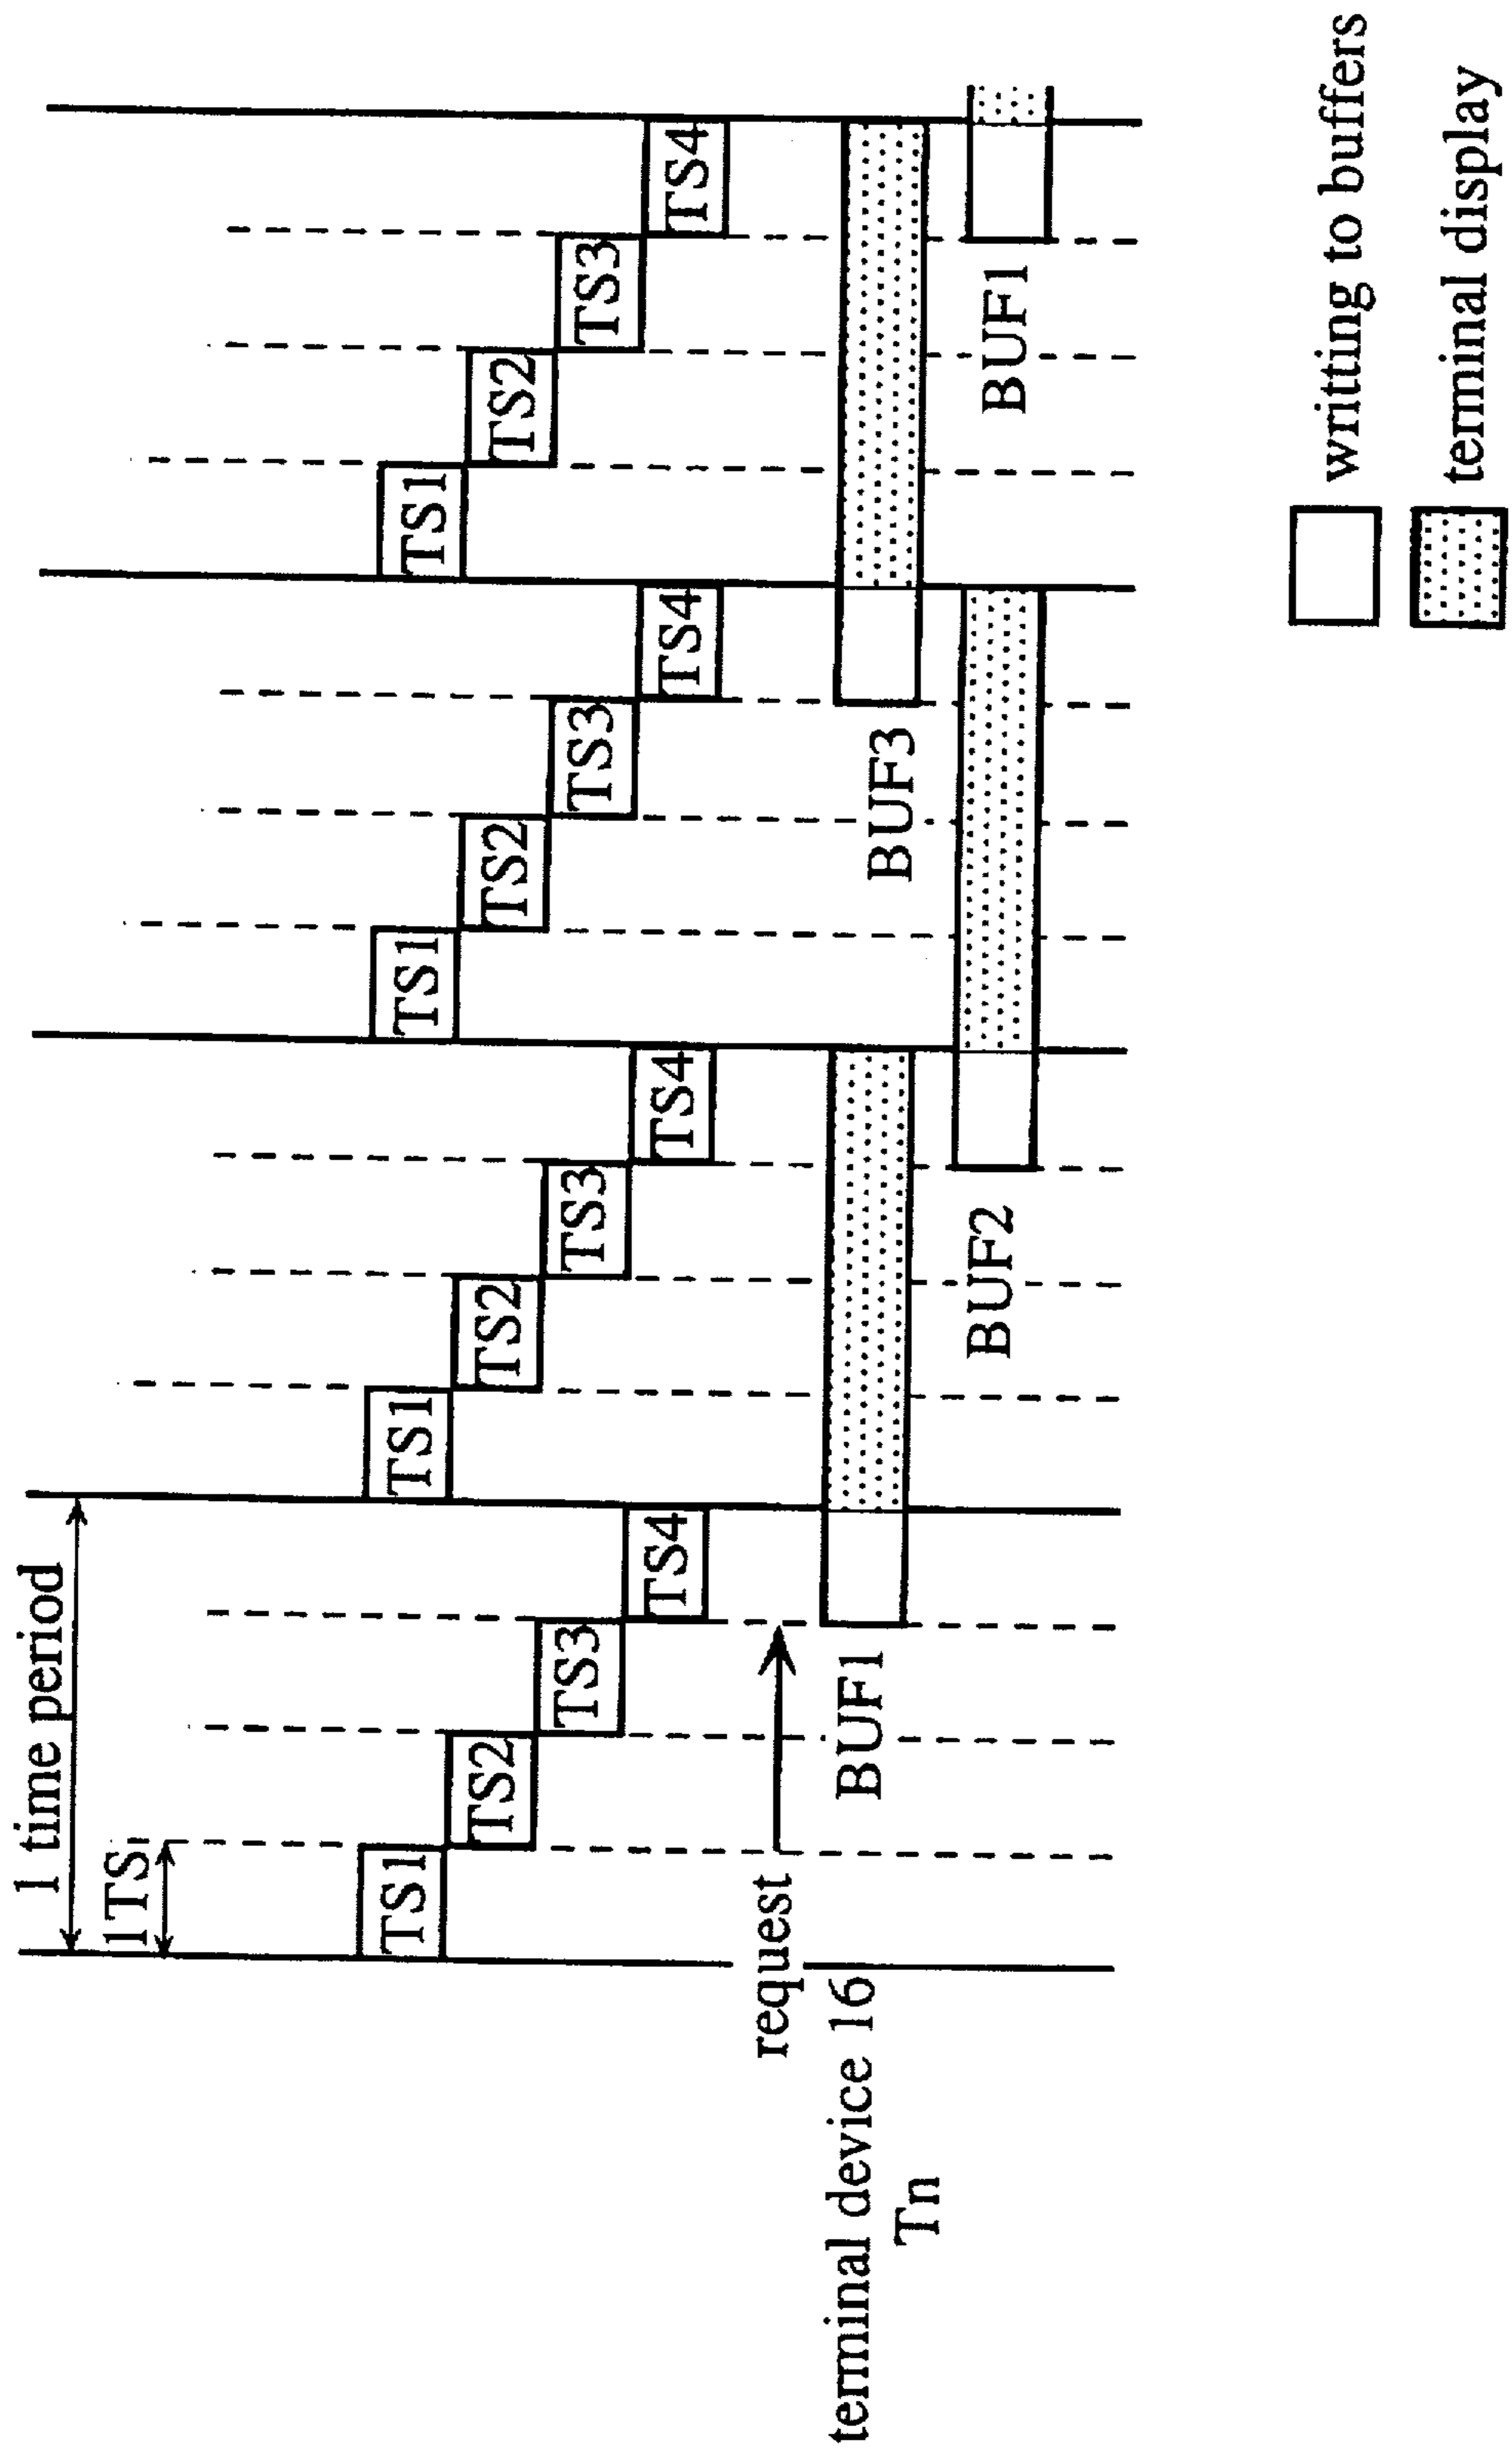 1 time period
1TS
TS1
TS2
TS3
TS4
TS1
TS2
TS3
TS4
TS1
TS2
TS3
TS4
TS1
TS2
TS3
TS4
request
terminal device 16
Tn
BUF1
BUF2
BUF3
BUF1
writting to buffers
terminal display